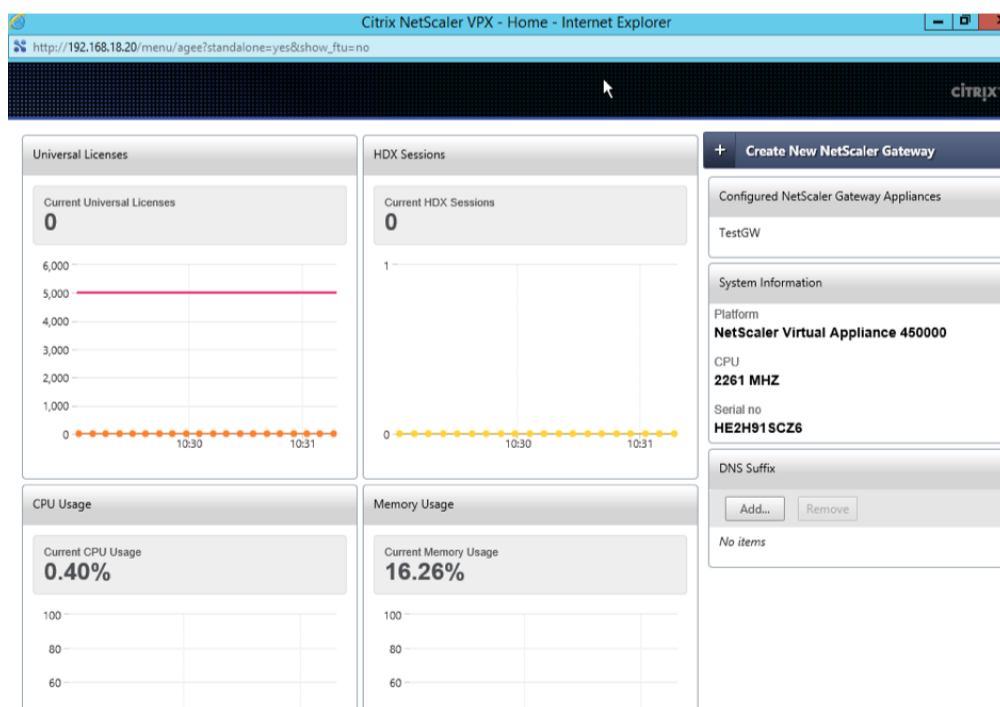 Citrix NetScaler VPX - Home - Internet Explorer
http://192.168.18.20/menu/agee?standalone=yes&show_ftu=no
CİTRIX
Universal Licenses
Current Universal Licenses
0
6,000
5,000
4,000
3,000
2,000
1,000
0
10:30 10:31
HDX Sessions
Current HDX Sessions
0
1
0
10:30 10:31
+ Create New NetScaler Gateway
Configured NetScaler Gateway Appliances
TestGW
System Information
Platform
NetScaler Virtual Appliance 450000
CPU
2261 MHZ
Serial no
HE2H91SCZ6
DNS Suffix
Add... Remove
No items
CPU Usage
Current CPU Usage
0.40%
100
80
60
Memory Usage
Current Memory Usage
16.26%
100
80
60